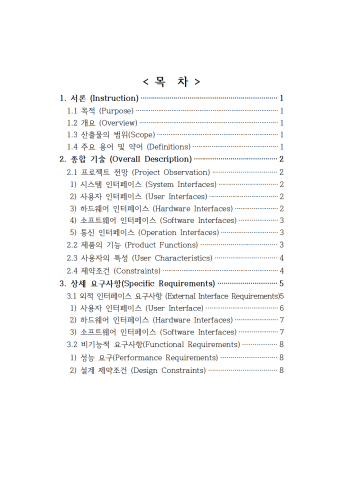 < 목 차 >
1. 서론 (Instruction) 1
1.1 목적 (Purpose) 1
1.2 개요 (Overview) 1
1.3 산출물의 범위(Scope) 1
1.4 주요 용어 및 약어 (Definitions) 1
2. 종합 기술 (Overall Description) 2
2.1 프로젝트 전망 (Project Observation) 2
1) 시스템 인터페이스 (System Interfaces) 2
2) 사용자 인터페이스 (User Interfaces) 2
3) 하드웨어 인터페이스 (Hardware Interfaces) 2
4) 소프트웨어 인터페이스 (Software Interfaces) 3
5) 통신 인터페이스 (Operation Interfaces) 3
2.2 제품의 기능 (Product Functions) 3
2.3 사용자의 특성 (User Characteristics) 4
2.4 제약조건 (Constraints) 4
3. 상세 요구사항(Specific Requirements) 5
3.1 외적 인터페이스 요구사항 (External Interface Requirements)5
1) 사용자 인터페이스 (User Interface) 6
2) 하드웨어 인터페이스 (Hardware Interfaces) 7
3) 소프트웨어 인터페이스 (Software Interfaces) 7
3.2 비기능적 요구사항(Functional Requirements) 8
1) 성능 요구(Performance Requirements) 8
2) 설계 제약조건 (Design Constraints) 8